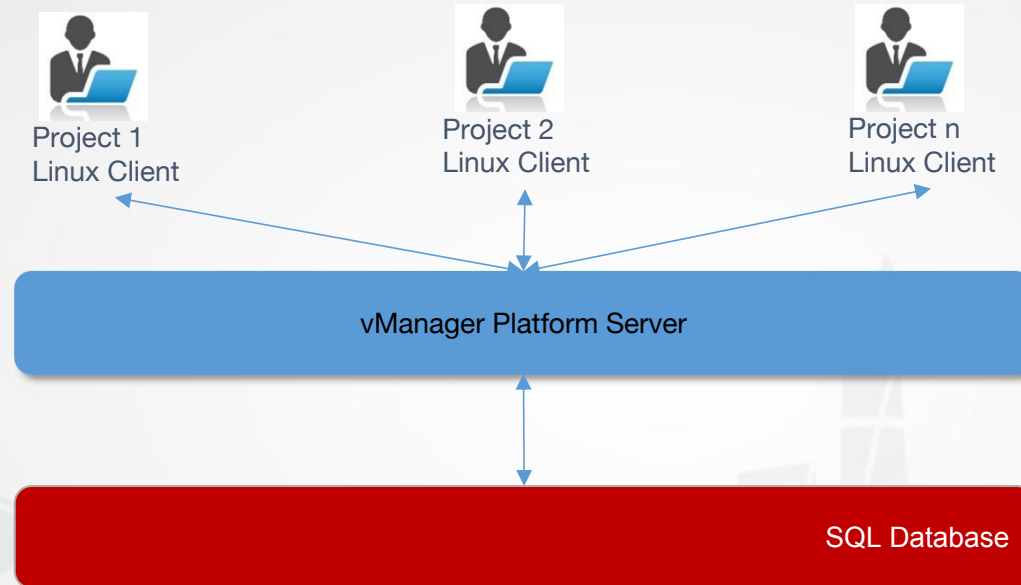 Project 1
Linux Client
Project 2
Linux Client
Project n
Linux Client
vManager Platform Server
SQL Database